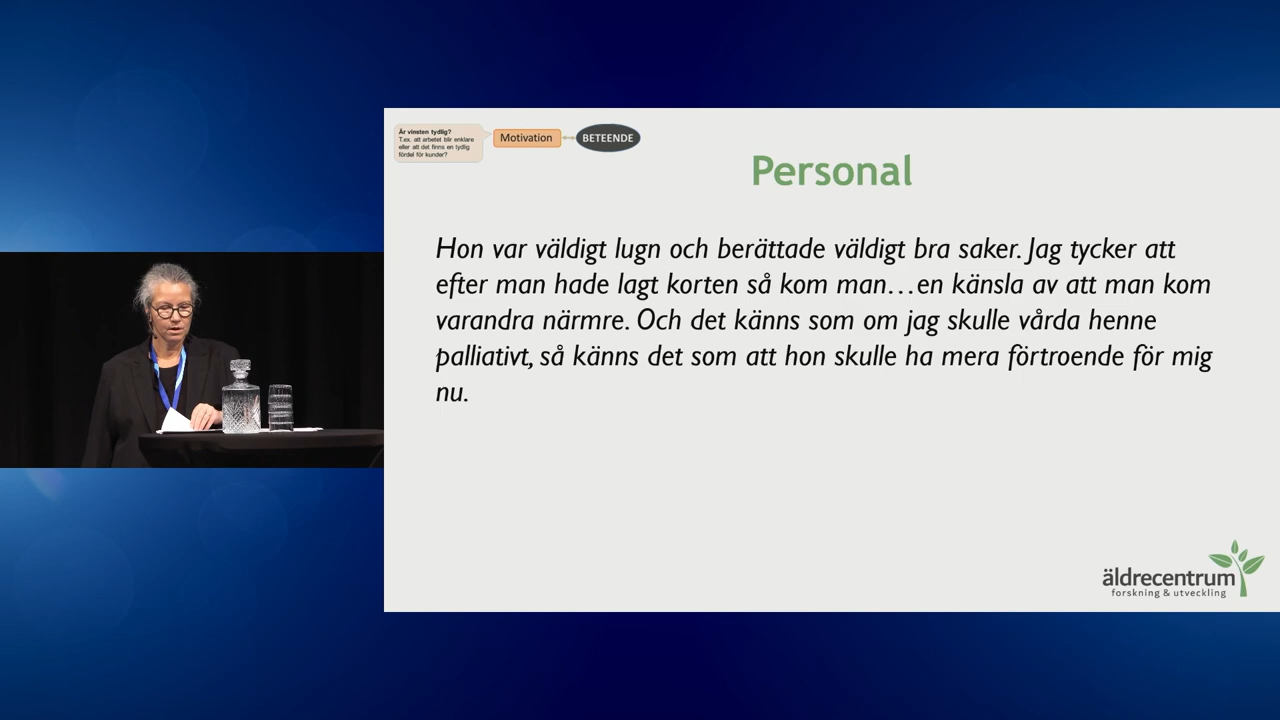 Är vinsten tydlig?
T.ex. att arbetet blir enklare
eller att det finns en tydlig
fördel för kunder?
Motivation
BETEENDE
Personal
Hon var väldigt lugn och berättade väldigt bra saker. Jag tycker att
efter man hade lagt korten så kom man…en känsla av att man kom
varandra närmre. Och det känns som om jag skulle vårda henne
palliativt, så känns det som att hon skulle ha mera förtroende för mig
nu.
äldrecentrum
forskning & utveckling